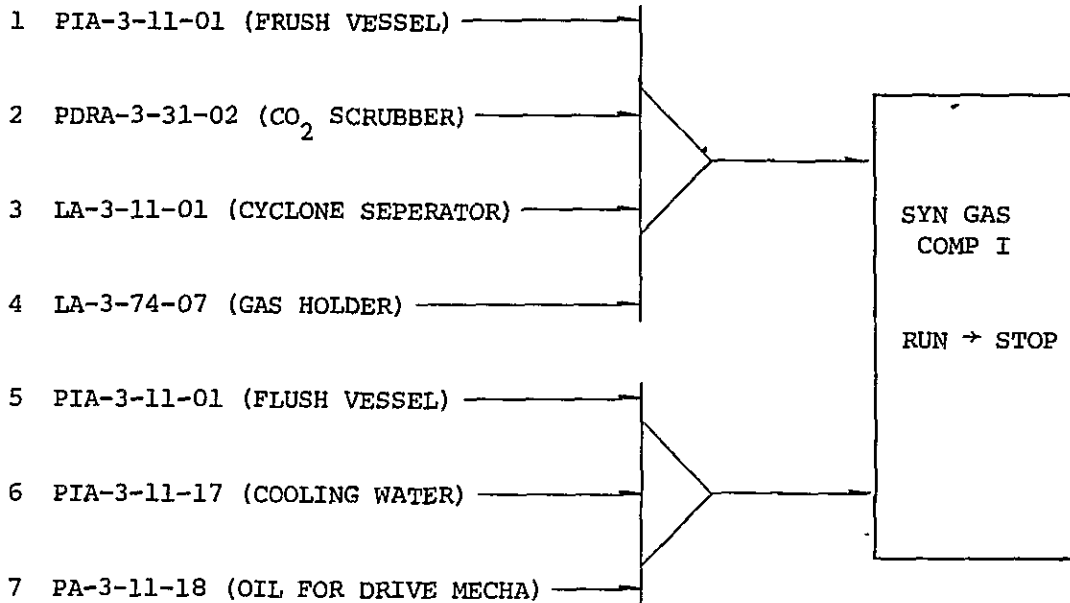 1 PIA-3-11-01 (FRUSH VESSEL)
2 PDRA-3-31-02 (CO2 SCRUBBER)
3 LA-3-11-01 (CYCLONE SEPERATOR)
4 LA-3-74-07 (GAS HOLDER)
5 PIA-3-11-01 (FLUSH VESSEL)
6 PIA-3-11-17 (COOLING WATER)
7 PA-3-11-18 (OIL FOR DRIVE MECHA)
SYN GAS
COMP I
RUN → STOP